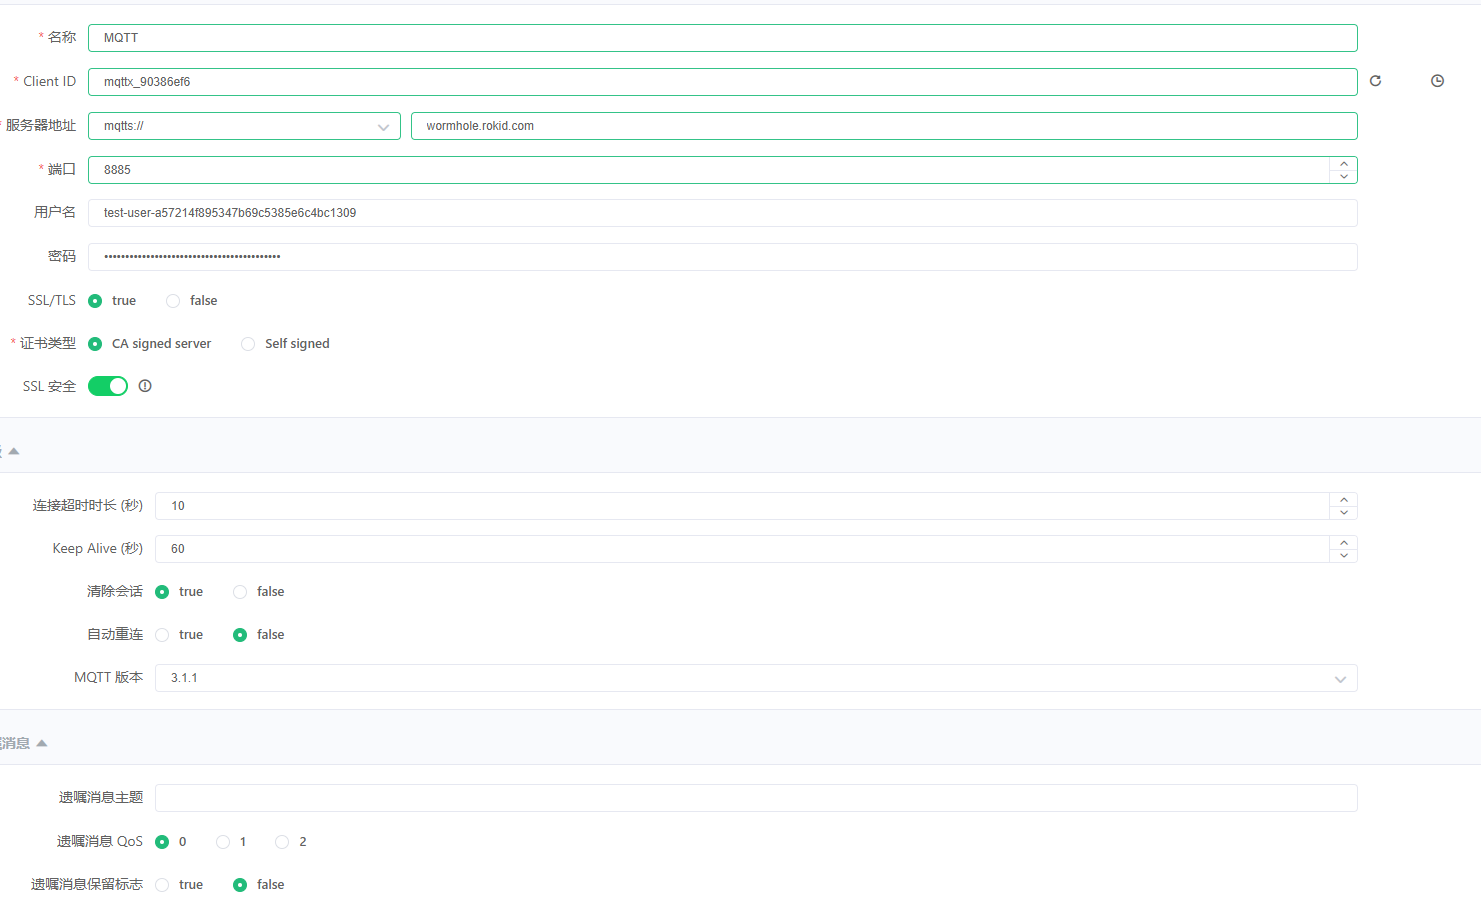 * 名称 MQTT
* Client ID mqttx_90386ef6
* 服务器地址 mqtts:// wormhole.rokid.com
* 端口 8885
用户名 test-user-a57214f895347b69c5385e6c4bc1309
密码 ••••••••••••••••••••••••••••••••••••••••••
SSL/TLS true false
* 证书类型 CA signed server Self signed
SSL 安全
连接超时时长 (秒) 10
Keep Alive (秒) 60
清除会话 true false
自动重连 true false
MQTT 版本 3.1.1
消息
遗嘱消息主题
遗嘱消息 QoS 0 1 2
遗嘱消息保留标志 true false